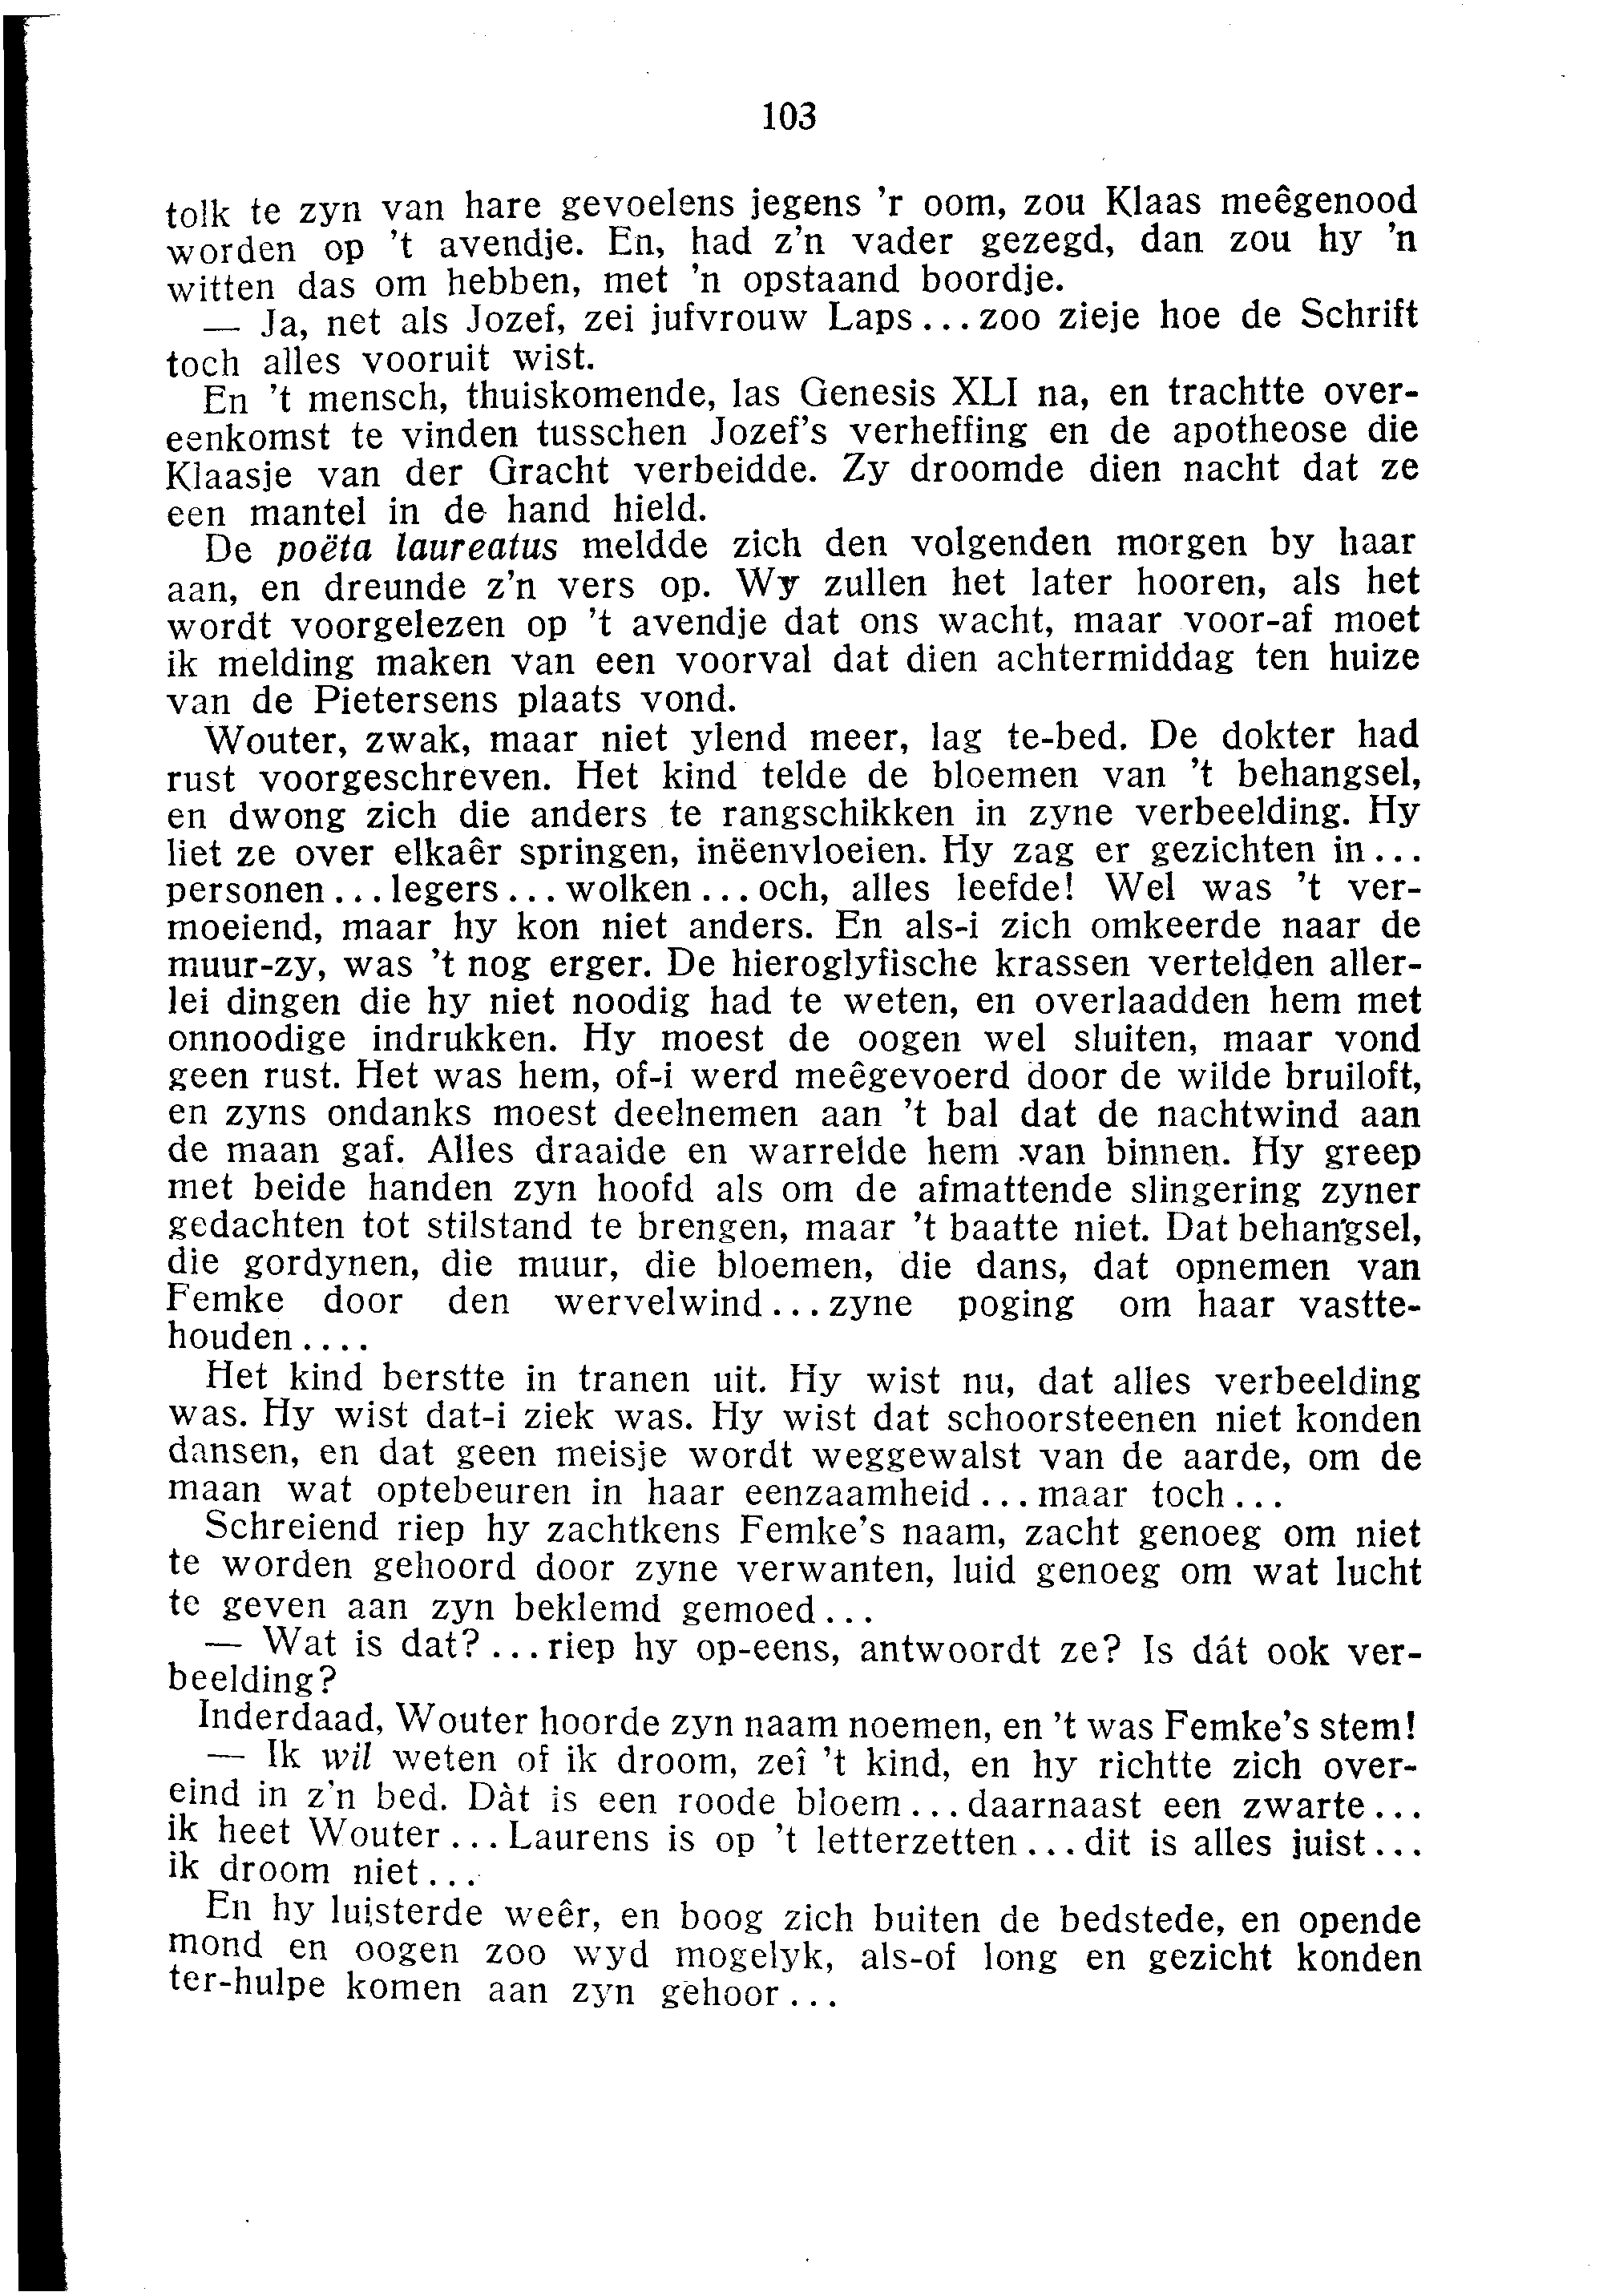 103
tolk te zyn van hare gevoelens jegens 'r oom, zou Klaas meêgenood
worden op 't avendje. En, had z'n vader gezegd, dan zou hy 'n
witten das om hebben, met 'n opstaand boordje.
— Ja, net als Jozef, zei jufvrouw Laps... zoo zieje hoe de Schrift
toch alles vooruit wist.
En 't mensch, thuiskomende, las Genesis XLI na, en trachtte over-
eenkomst te vinden tusschen Jozef's verheffing en de apotheose die
Klaasje van der Gracht verbeidde. Zy droomde dien nacht dat ze
een mantel in de hand hield.
De poëta laureatus meldde zich den volgenden morgen by haar
aan, en dreunde z'n vers op. Wy zullen het later hooren, als het
wordt voorgelezen op 't avendje dat ons wacht, maar voor-af moet
ik melding maken van een voorval dat dien achtermiddag ten huize
van de Pietersens plaats vond.
Wouter, zwak, maar niet ylend meer, lag te-bed. De dokter had
rust voorgeschreven. Het kind telde de bloemen van 't behangsel,
en dwong zich die anders te rangschikken in zyne verbeelding. Hy
liet ze over elkaêr springen, inëenvloeien. Hy zag er gezichten in...
personen... legers... wolken... och, alles leefde! Wel was 't ver-
moeiend, maar hy kon niet anders. En als-i zich omkeerde naar de
muur-zy, was 't nog erger. De hieroglyfische krassen vertelden aller-
lei dingen die hy niet noodig had te weten, en overlaadden hem met
onnoodige indrukken. Hy moest de oogen wel sluiten, maar vond
geen rust. Het was hem, of-i werd meêgevoerd door de wilde bruiloft,
en zyns ondanks moest deelnemen aan 't bal dat de nachtwind aan
de maan gaf. Alles draaide en warrelde hem van binnen. Hy greep
met beide handen zyn hoofd als om de afmattende slingering zyner
gedachten tot stilstand te brengen, maar 't baatte niet. Dat behangsel,
die gordynen, die muur, die bloemen, die dans, dat opnemen van
Femke door den wervelwind... zyne poging om haar vastte-
houden....
Het kind berstte in tranen uit. Hy wist nu, dat alles verbeelding
was. Hy wist dat-i ziek was. Hy wist dat schoorsteenen niet konden
dansen, en dat geen meisje wordt weggewalst van de aarde, om de
maan wat optebeuren in haar eenzaamheid... maar toch...
Schreiend riep hy zachtkens Femke's naam, zacht genoeg om niet
te worden gehoord door zyne verwanten, luid genoeg om wat lucht
te geven aan zyn beklemd gemoed...
— Wat is dat?... riep hy op-eens, antwoordt ze? Is dát ook ver-
beelding?
Inderdaad, Wouter hoorde zyn naam noemen, en 't was Femke's stem!
— Ik wil weten of ik droom, zeî 't kind, en hy richtte zich over-
eind in z'n bed. Dàt is een roode bloem... daarnaast een zwarte...
ik heet Wouter... Laurens is op 't letterzetten... dit is alles juist...
ik droom niet...
En hy luisterde weêr, en boog zich buiten de bedstede, en opende
mond en oogen zoo wyd mogelyk, als-of long en gezicht konden
ter-hulpe komen aan zyn gehoor...